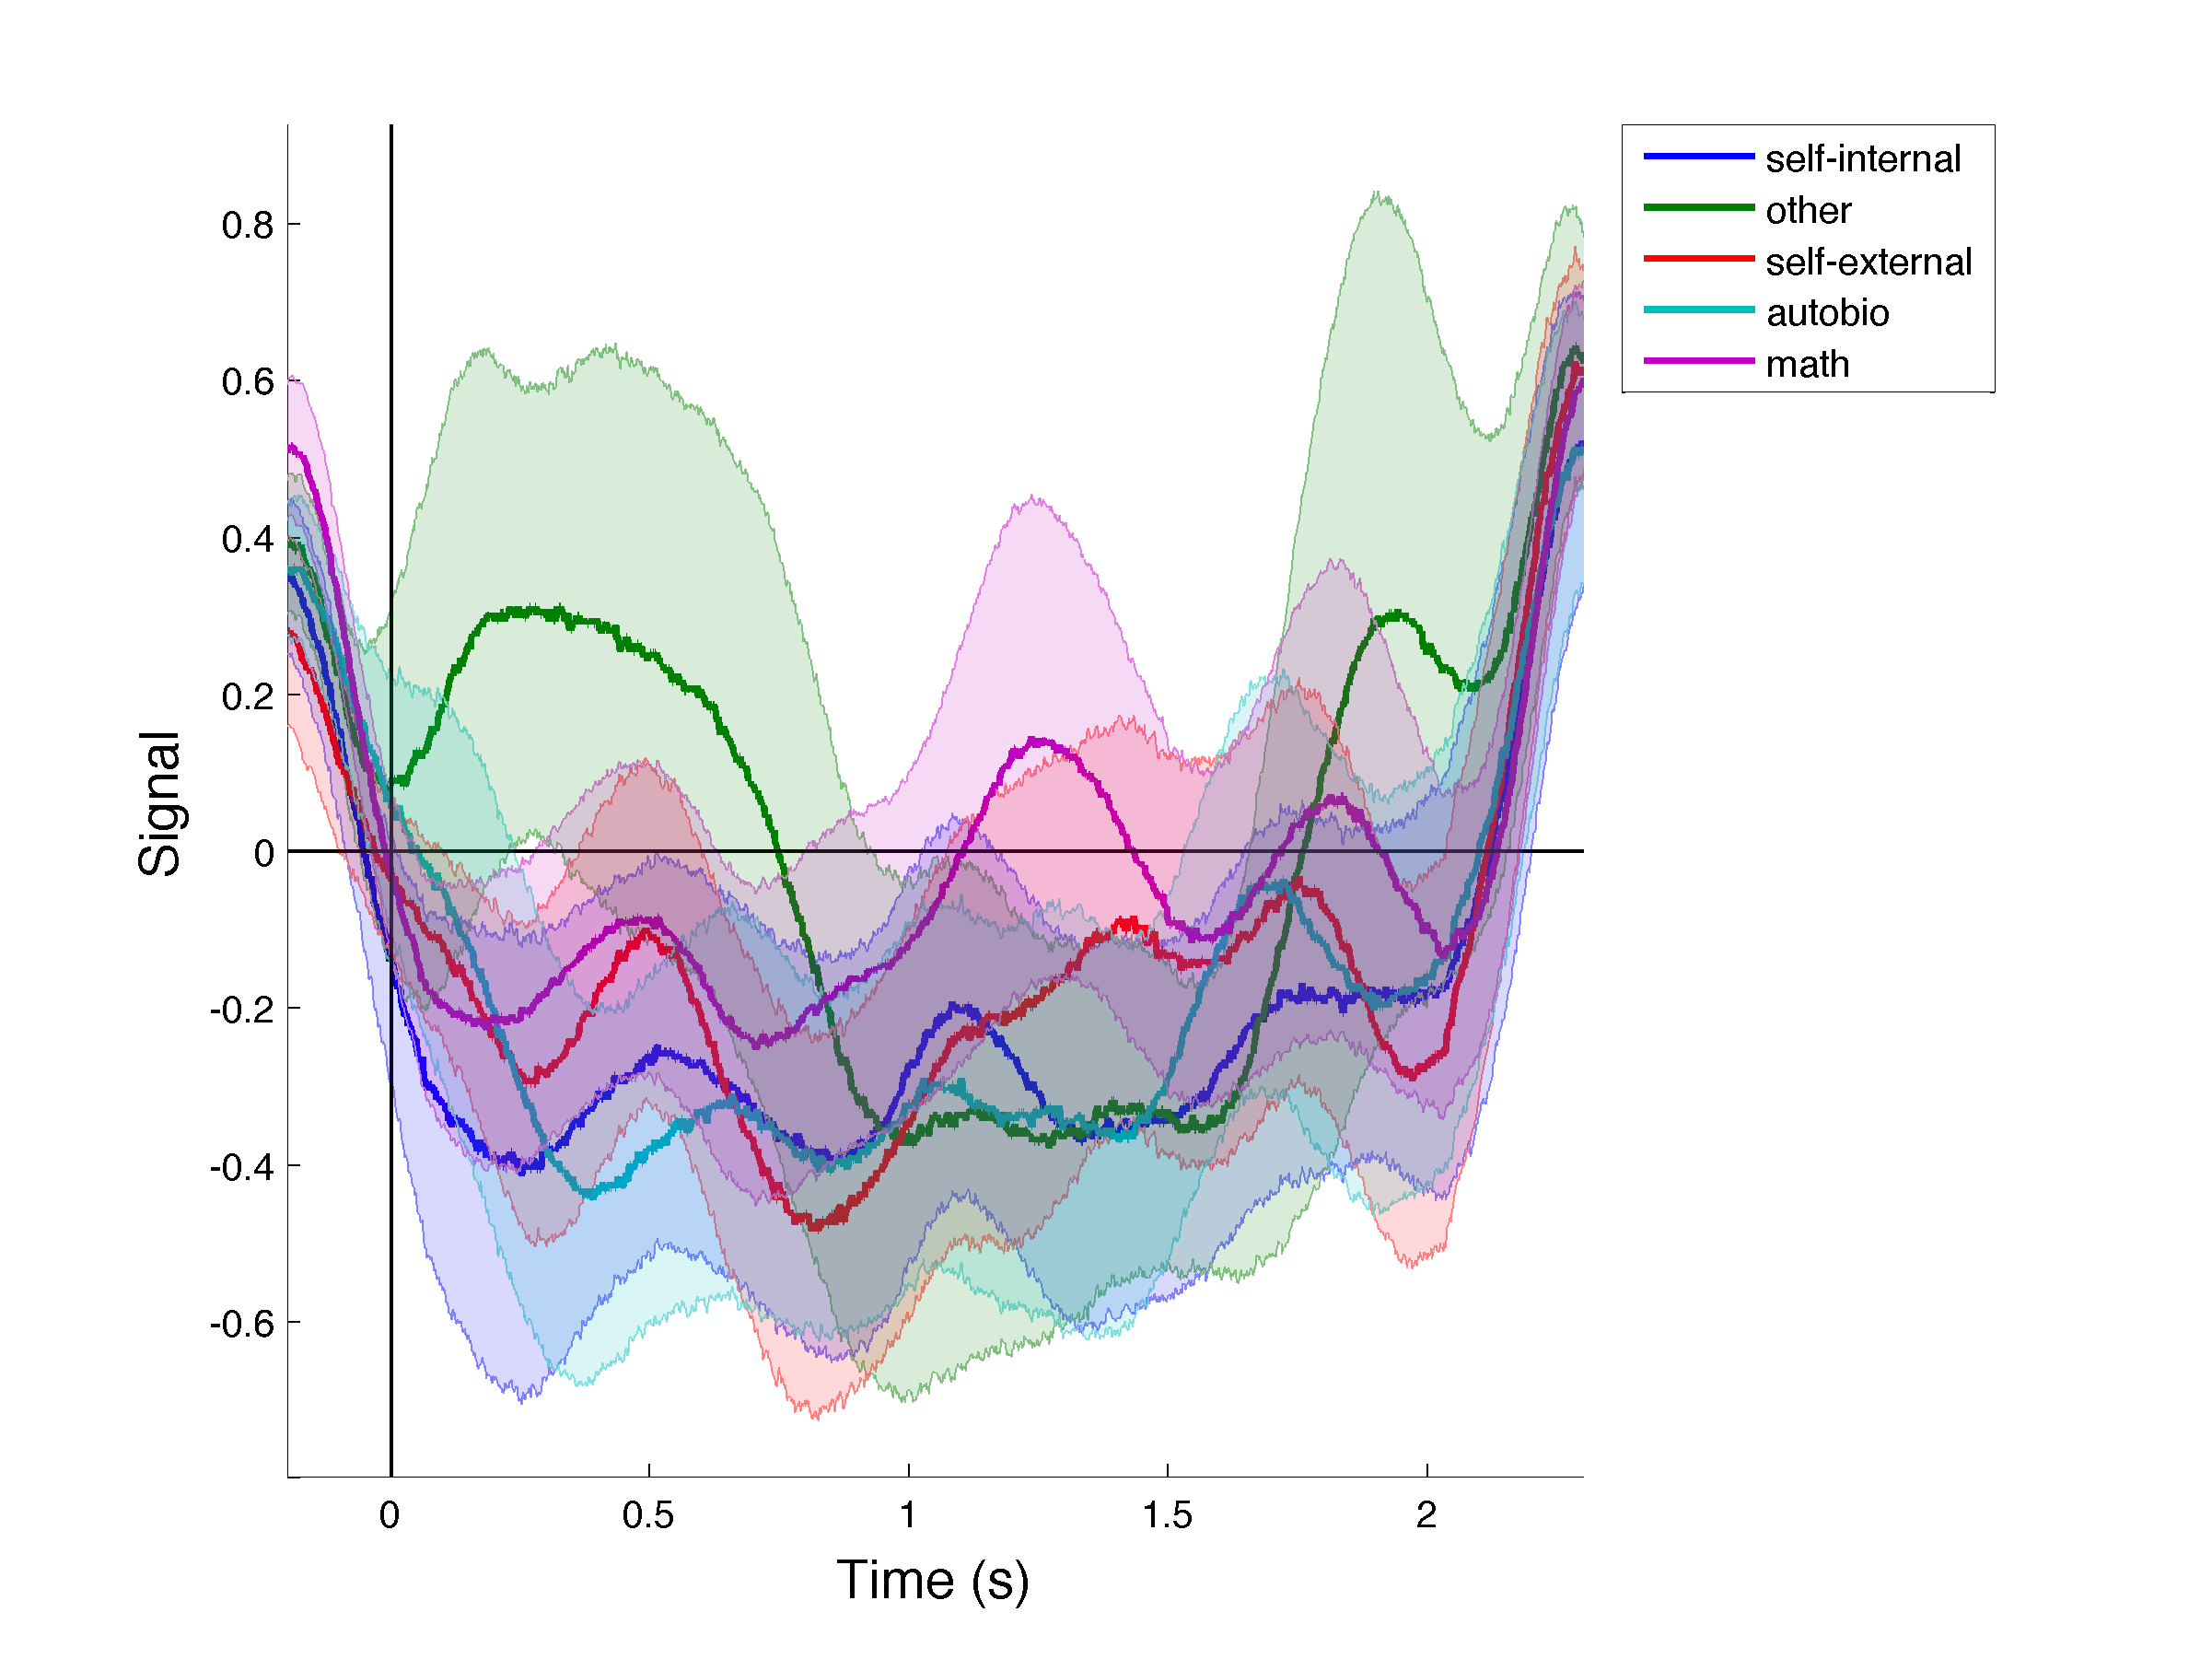 self-internal
other
self-external
autobio
math
0.8
0.6
0.4
0.2
0
-0.2
-0.4
-0.6
Signal
0 0.5 1 1.5 2
Time (s)